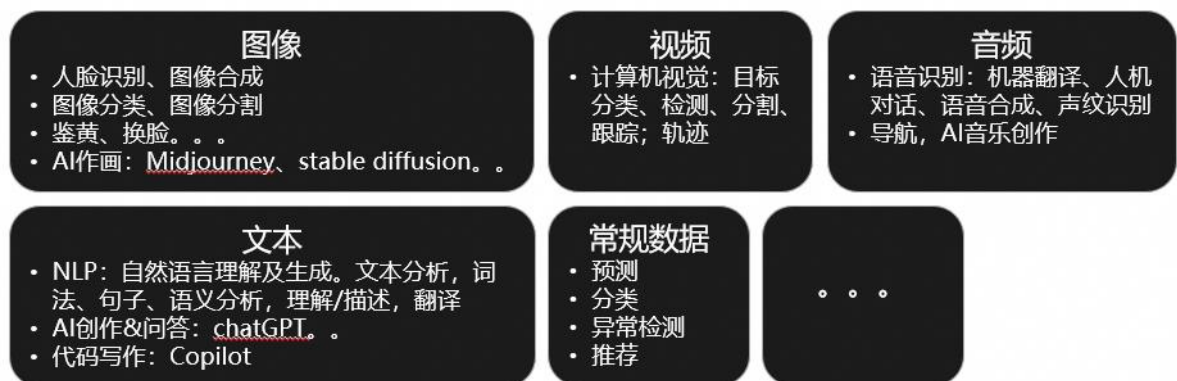 图像
• 人脸识别、图像合成
• 图像分类、图像分割
• 鉴黄、换脸。。。
• AI作画：Midjourney、stable diffusion。。
视频
• 计算机视觉：目标
分类、检测、分割、
跟踪；轨迹
音频
• 语音识别：机器翻译、人机
对话、语音合成、声纹识别
• 导航，AI音乐创作
文本
• NLP：自然语言理解及生成。文本分析，词
法、句子、语义分析，理解/描述，翻译
• AI创作&问答：chatGPT。。
• 代码写作：Copilot
常规数据
• 预测
• 分类
• 异常检测
• 推荐
。。。